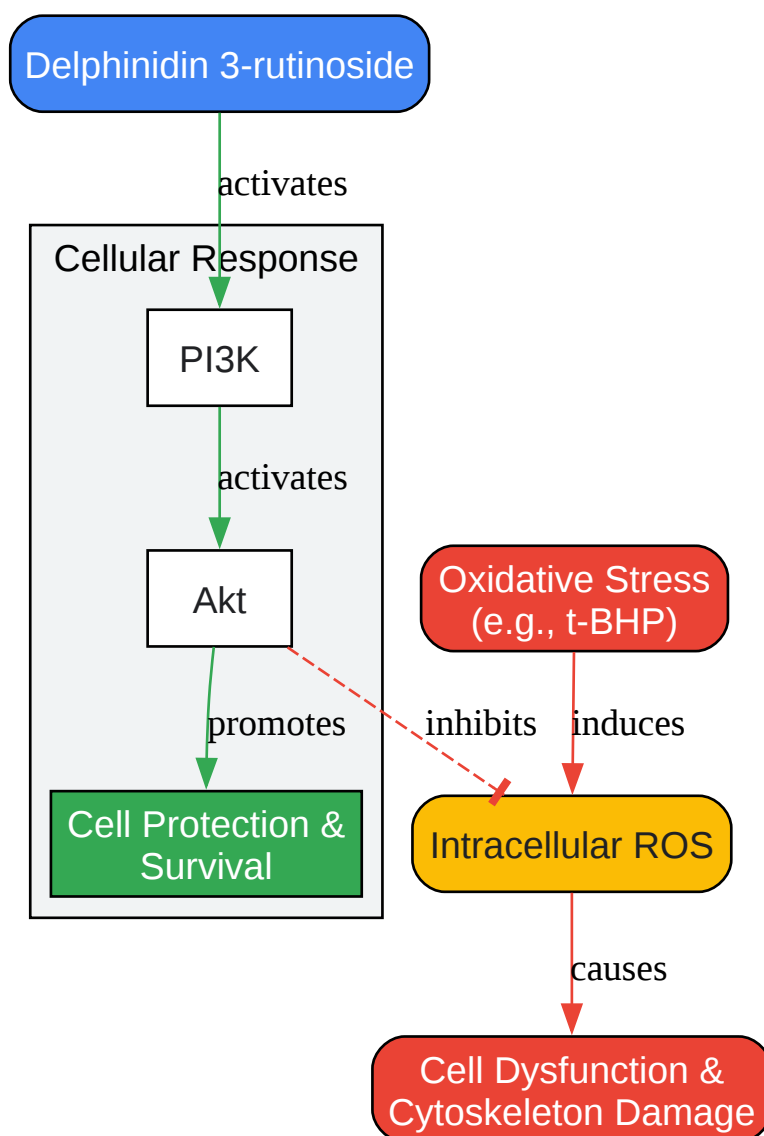 Delphinidin 3-rutinoside
activates
Cellular Response
PI3K
activates
Akt
Oxidative Stress
(e.g., t-BHP)
promotes
inhibits
induces
Cell Protection &
Survival
Intracellular ROS
causes
Cell Dysfunction &
Cytoskeleton Damage